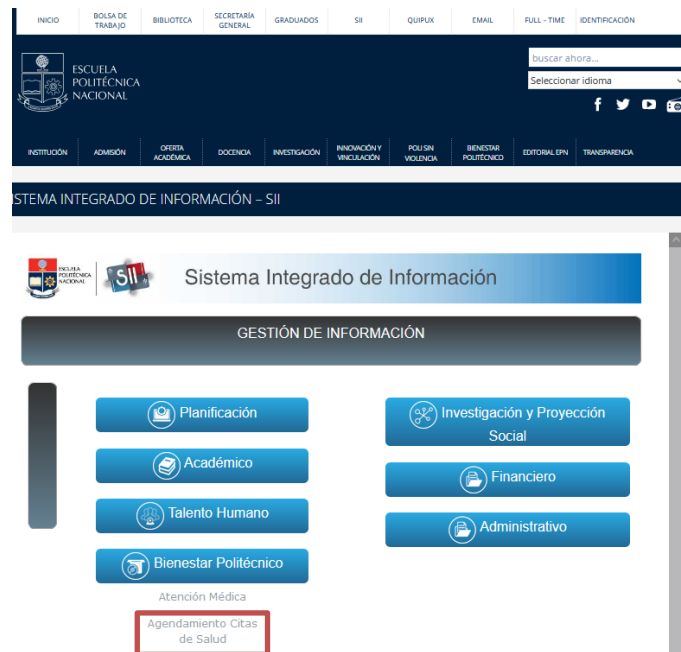 INICIO
BOLSA DE
TRABAJO
BIBLIOTECA
SECRETARÍA
GENERAL
GRADUADOS
SII
QUIPUX
EMAIL
FULL - TIME
IDENTIFICACIÓN
ESCUELA
POLITÉCNICA
NACIONAL
buscar ahora...
Seleccionar idioma
INSTITUCIÓN
ADMISIÓN
OFERTA
ACADÉMICA
DOCENCIA
INVESTIGACIÓN
INNOVACIÓN Y
VINCULACIÓN
POLI SIN
VIOLENCIA
BIENESTAR
POLITÉCNICO
EDITORIAL EPN
TRANSPARENCIA
ISTEMA INTEGRADO DE INFORMACIÓN – SII
ESCUELA
POLITÉCNICA
NACIONAL
SII
Sistema Integrado de Información
GESTIÓN DE INFORMACIÓN
Planificación
Académico
Talento Humano
Bienestar Politécnico
Atención Médica
Agendamiento Citas
de Salud
Investigación y Proyección
Social
Financiero
Administrativo